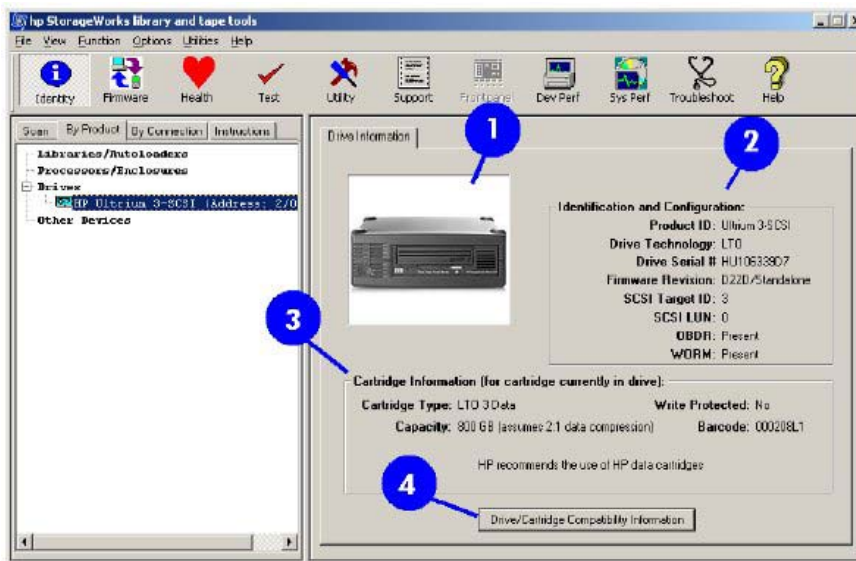 hp StorageWorks library and tape tools
File View Function Options Utilities Help
Identity Firmware Health Test Utility Support Frontpanel Dev Perf Sys Perf Troubleshoot Help
Scan By Product By Connection Instructions
Libraries/Autoloaders
Processors/Enclosures
Drives
HP Ultrium 3-SCSI (Address: 2/0
Other Devices
Drive Information
1
2
Identification and Configuration:
Product ID: Ultrium 3-SCSI
Drive Technology: LTO
Drive Serial # HU106339D7
Firmware Revision: D22D/Standalone
SCSI Target ID: 3
SCSI LUN: 0
OBDR: Present
WORM: Present
3
Cartridge Information (for cartridge currently in drive):
Cartridge Type: LTO 3 Data Write Protected: No
Capacity: 800 GB (assumes 2:1 data compression) Barcode: 000208L1
HP recommends the use of HP data cartridges
4
Drive/Cartridge Compatibility Information